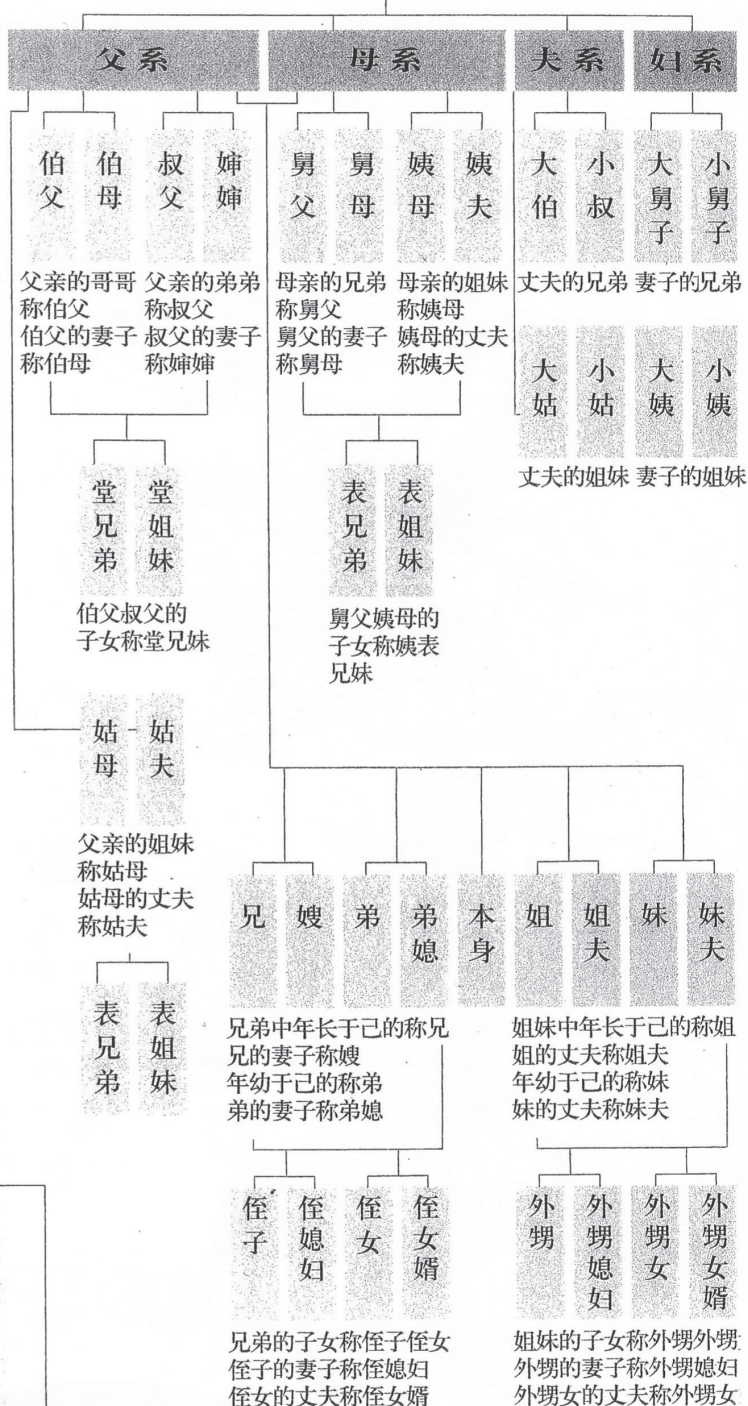 父系
母系
夫系
妇系
伯父
伯母
叔父
婶婶
舅父
舅母
姨母
姨夫
大伯
小叔
大舅子
小舅子
父亲的哥哥
称伯父
伯父的妻子
称伯母
父亲的弟弟
称叔父
叔父的妻子
称婶婶
母亲的兄弟
称舅父
舅父的妻子
称舅母
母亲的姐妹
称姨母
姨母的丈夫
称姨夫
丈夫的兄弟
妻子的兄弟
大姑
小姑
大姨
小姨
丈夫的姐妹
妻子的姐妹
堂兄弟
堂姐妹
表兄弟
表姐妹
伯父叔父的
子女称堂兄妹
舅父姨母的
子女称姨表
兄妹
姑母
姑夫
父亲的姐妹
称姑母
姑母的丈夫
称姑夫
表兄弟
表姐妹
兄
嫂
弟
弟媳
本身
姐
姐夫
妹
妹夫
兄弟中年长于己的称兄
兄的妻子称嫂
年幼于己的称弟
弟的妻子称弟媳
姐妹中年长于己的称姐
姐的丈夫称姐夫
年幼于己的称妹
妹的丈夫称妹夫
侄子
侄媳妇
侄女
侄女婿
外甥
外甥媳妇
外甥女
外甥女婿
兄弟的子女称侄子侄女
侄子的妻子称侄媳妇
侄女的丈夫称侄女婿
姐妹的子女称外甥外甥
外甥的妻子称外甥媳妇
外甥女的丈夫称外甥女